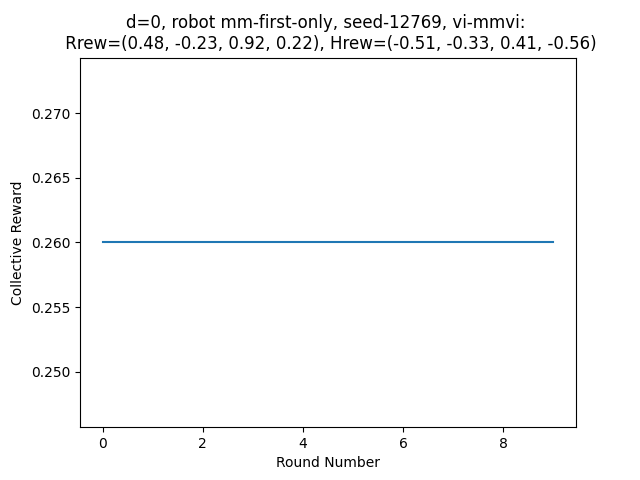 d=0, robot mm-first-only, seed-12769, vi-mmvi:
Rrew=(0.48, -0.23, 0.92, 0.22), Hrew=(-0.51, -0.33, 0.41, -0.56)
0.270
0.265
0.260
0.255
0.250
Collective Reward
0 2 4 6 8
Round Number